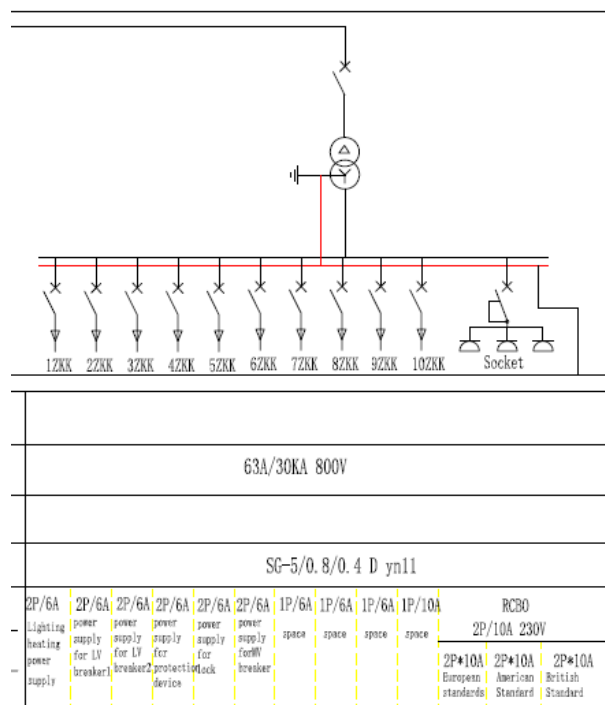 1ZKK 2ZKK 3ZKK 4ZKK 5ZKK 6ZKK 7ZKK 8ZKK 9ZKK 10ZKK Socket
63A/30KA 800V
SG-5/0.8/0.4 D yn11
2P/6A 2P/6A 2P/6A 2P/6A 2P/6A 2P/6A 1P/6A 1P/6A 1P/6A 1P/10A RCBO
Lighting heating power supply
power supply for LV breaker1
power supply for LV breaker2
power supply for protection device
power supply for lock
power supply forMV breaker
space space space space
2P/10A 230V
2P*10A 2P*10A 2P*10A
European standards
American Standard
British Standard